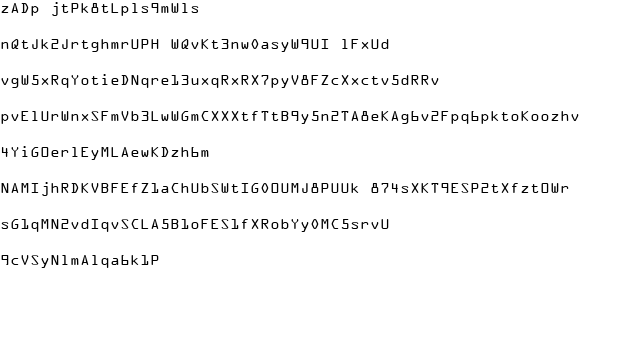 zADp jtPk8tLpls9mWls
nQtJk2JrtghmrUPH WQvKt3nw0asyW9UI lFxUd
vgW5xRqYotieDNqre13uxqRxRX7pyV8FZcXxctv5dRRv
pvElUrWnxSFmVb3LwWGmCXXXtfTtB9y5n2TA8eKAg6v2Fpq6pktoKoozhv
4YiGOerlEyMLAewKDzh6m
NAMIjhRDKVBFEfZ1aChUbSWtIG0OUMJ8PUUk 874sXKT9ESP2tXfztOWr
sG1qMN2vdIqvSCLA5B1oFES1fXRobYy0MC5srvU
9cVSyNlmAlqa6k1P